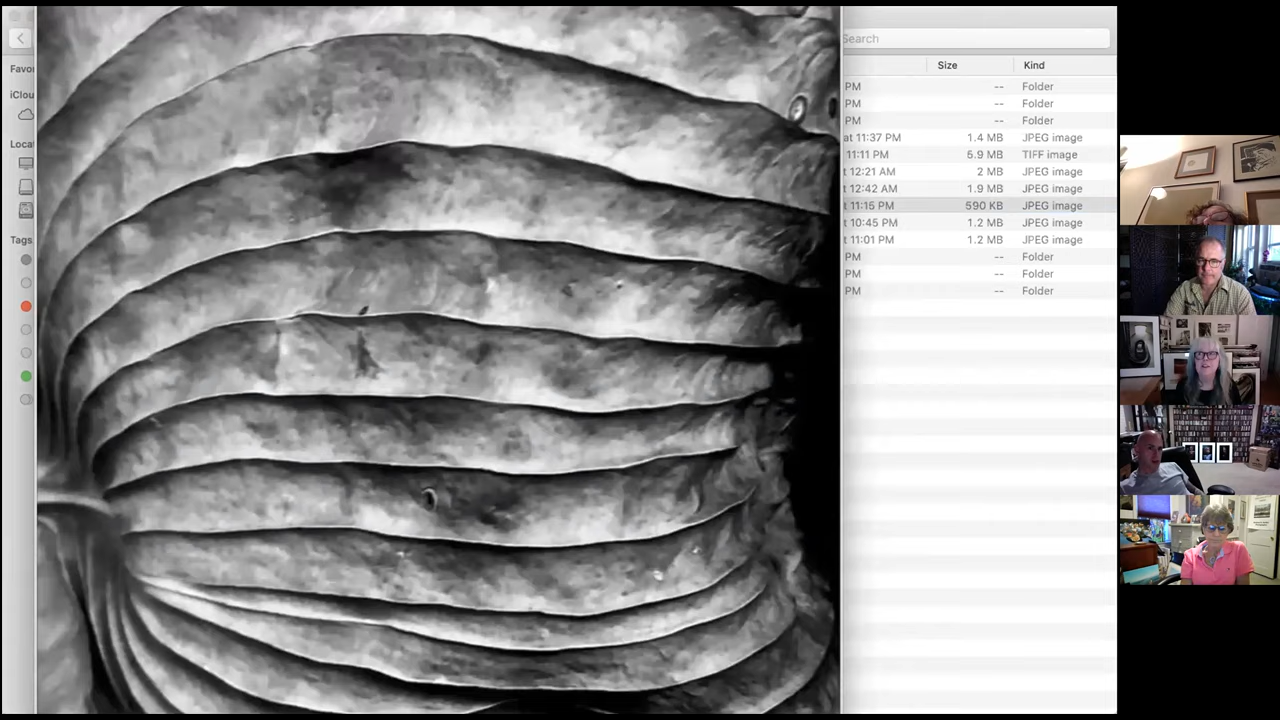 Search
Favor
Size Kind
PM -- Folder
iClou
PM -- Folder
PM -- Folder
at 11:37 PM 1.4 MB JPEG image
Locat
11:11 PM 5.9 MB TIFF image
t 12:21 AM 2 MB JPEG image
t 12:42 AM 1.9 MB JPEG image
t 11:15 PM 590 KB JPEG image
t 10:45 PM 1.2 MB JPEG image
Tags
t 11:01 PM 1.2 MB JPEG image
PM -- Folder
PM -- Folder
PM -- Folder